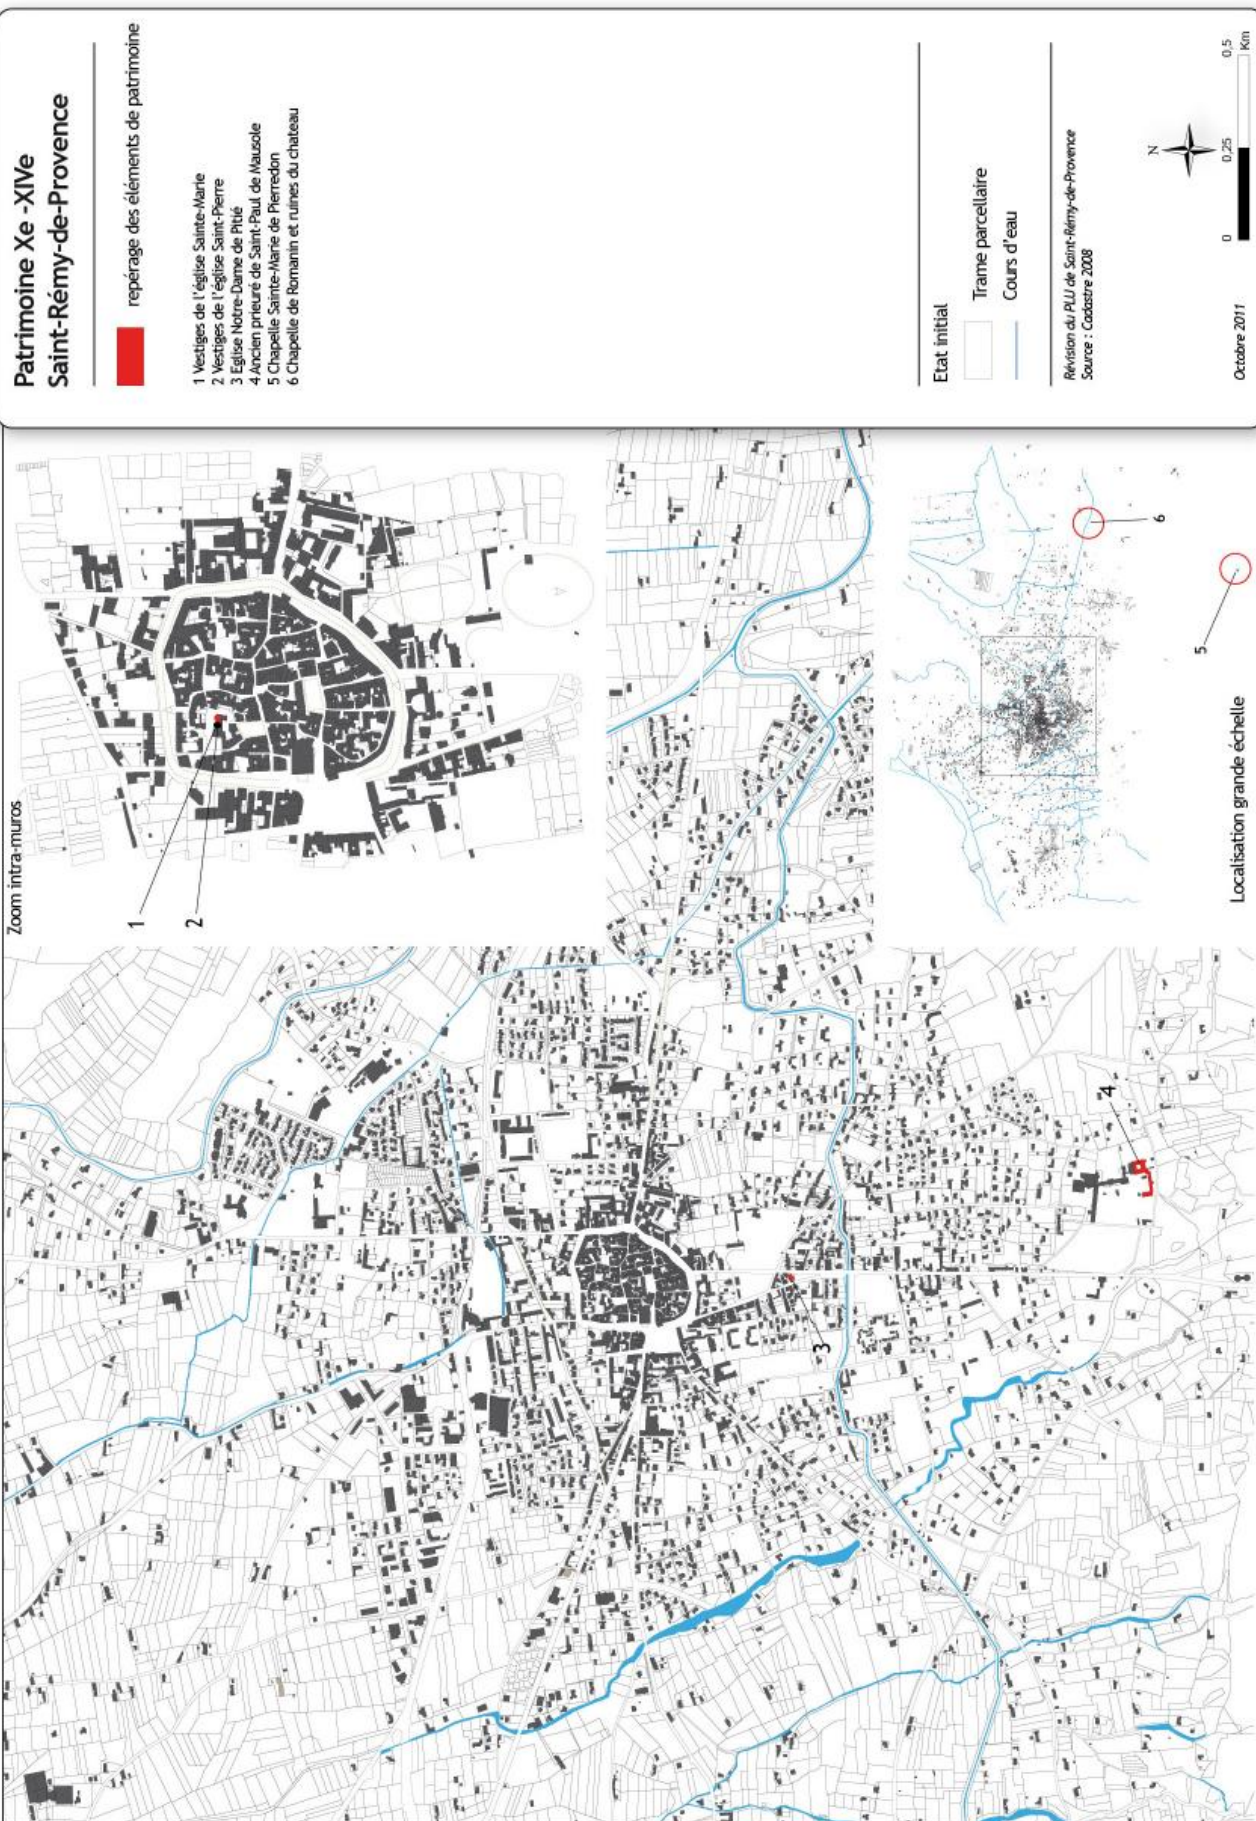 Patrimoine Xe -XIVe
Saint-Rémy-de-Provence
repérage des éléments de patrimoine
1 Vestiges de l'église Sainte-Marie
2 Vestiges de l'église Saint-Pierre
3 Eglise Notre-Dame de Pitié
4 Ancien prieuré de Saint-Paul de Mausole
5 Chapelle Sainte-Marie de Pierredon
6 Chapelle de Romanin et ruines du chateau
Etat initial
Trame parcellaire
Cours d'eau
Révision du PLU de Saint-Rémy-de-Provence
Source : Cadastre 2008
Octobre 2011
N
0
0,25
0,5
Km
Zoom intra-muros
1
2
3
4
5
6
Localisation grande échelle